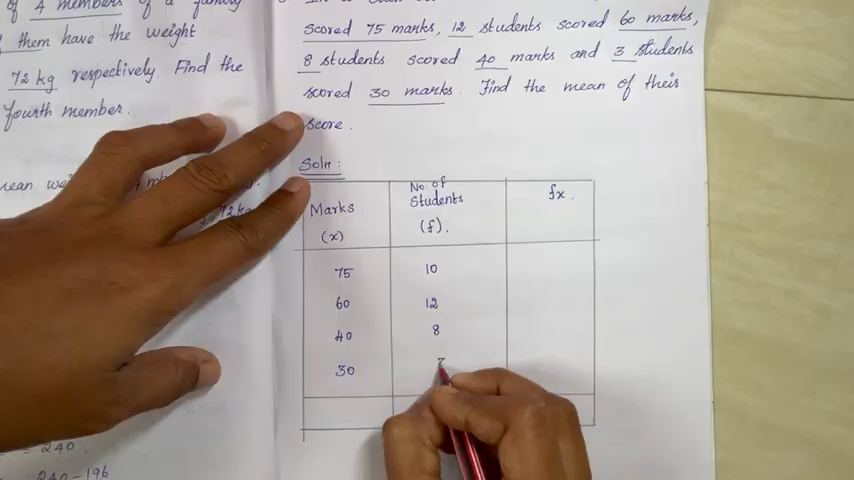 of 4 members of a family
them have the weight
72 kg respectively. Find the
fourth member.
240.
240-196
scored 75 marks, 12 students scored 60 marks,
8 students scored 40 marks and 3 students
scored 30 marks. Find the mean of their
score.
Soln:
Marks (x) No. of Students (f). fx
75 10
60 12
40 8
30